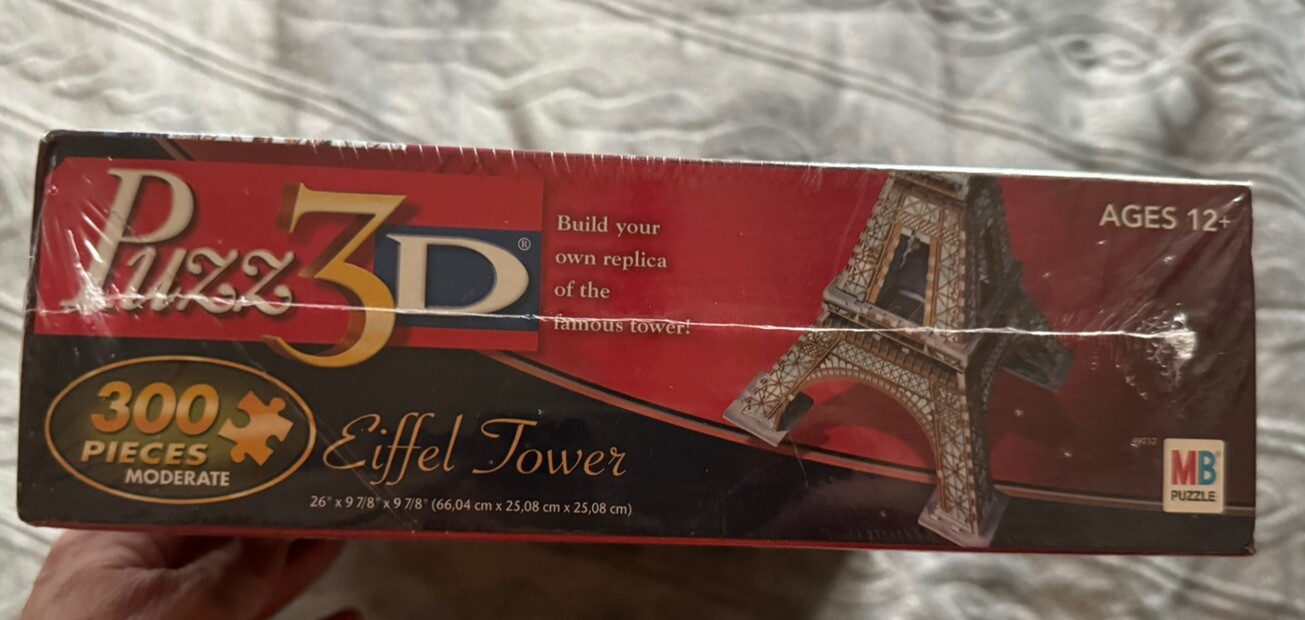 Puzz3D®
Build your
own replica
of the
famous tower!
AGES 12+
300
PIECES
MODERATE
Eiffel Tower
26" x 9 7/8" x 9 7/8" (66,04 cm x 25,08 cm x 25,08 cm)
MB
PUZZLE